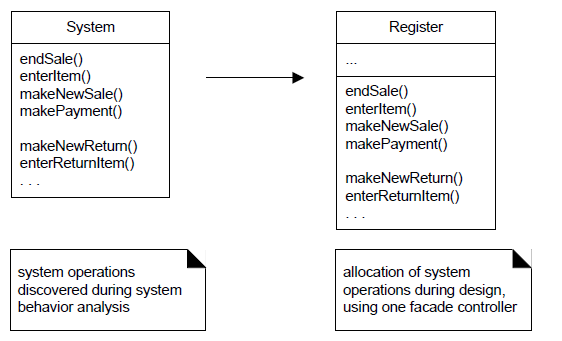 System
endSale()
enterItem()
makeNewSale()
makePayment()
makeNewReturn()
enterReturnItem()
. . .
Register
...
endSale()
enterItem()
makeNewSale()
makePayment()
makeNewReturn()
enterReturnItem()
. . .
system operations
discovered during system
behavior analysis
allocation of system
operations during design,
using one facade controller